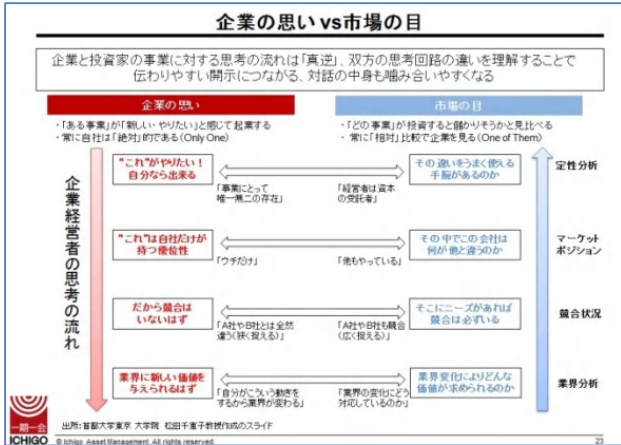 企業の思い vs市場の目
企業と投資家の事業に対する思考の流れは「真逆」、双方の思考回路の違いを理解することで
伝わりやすい開示につながる、対話の中身も噛み合いやすくなる
企業の思い
・「ある事業」が「新しい・やりたい」と感じて起業する
・常に自社は「絶対」的である(Only One)
市場の目
・「どの事業」が投資すると儲かりそうかと見比べる
・常に「相対」比較で企業を見る(One of Them)
企業経営者の思考の流れ
"これ"がやりたい!
自分なら出来る
「事業にとって
唯一無二の存在」
「経営者は資本
の受託者」
その違いをうまく使える
手腕があるのか
定性分析
"これ"は自社だけが
持つ優位性
「ウチだけ」
「他もやっている」
その中でこの会社は
何が他と違うのか
マーケット
ポジション
だから競合は
いないはず
「A社やB社とは全然
違う(狭く捉える)」
「A社やB社も競合
(広く捉える)」
そこにニーズがあれば
競合は必ずいる
競合状況
業界に新しい価値を
与えられるはず
「自分がこういう動きを
するから業界が変わる」
「業界の変化にどう
対応しているのか」
業界変化によりどんな
価値が求められるのか
業界分析
一期一会
ICHIGO
出所:首都大学東京 大学院 松田千恵子教授作成のスライド
© Ichigo Asset Management All rights reserved.
23